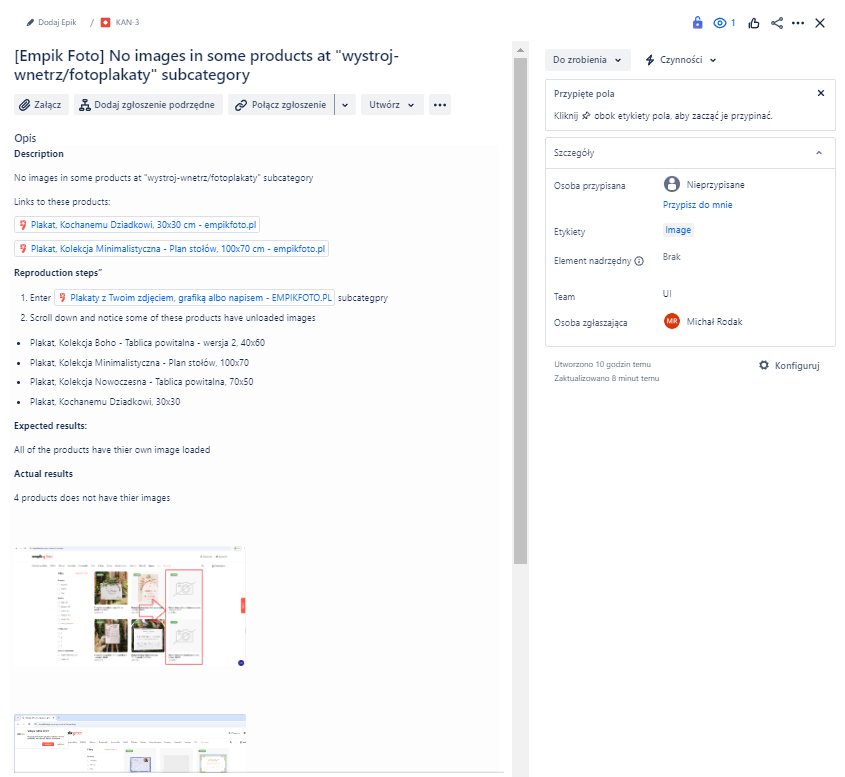 Dodaj Epik / KAN-3
1
[Empik Foto] No images in some products at "wystroj-
wnetrz/fotoplakaty" subcategory
Załącz Dodaj zgłoszenie podrzędne Połącz zgłoszenie Utwórz
Opis
Description
No images in some products at "wystroj-wnetrz/fotoplakaty" subcategory
Links to these products:
Plakat, Kochanemu Dziadkowi, 30x30 cm - empikfoto.pl
Plakat, Kolekcja Minimalistyczna - Plan stołów, 100x70 cm - empikfoto.pl
Reproduction steps"
1. Enter Plakaty z Twoim zdjęciem, grafiką albo napisem - EMPIKFOTO.PL subcategpry
2. Scroll down and notice some of these products have unloaded images
• Plakat, Kolekcja Boho - Tablica powitalna - wersja 2, 40x60
• Plakat, Kolekcja Minimalistyczna - Plan stołów, 100x70
• Plakat, Kolekcja Nowoczesna - Tablica powitalna, 70x50
• Plakat, Kochanemu Dziadkowi, 30x30
Expected results:
All of the products have thier own image loaded
Actual results
4 products does not have thier images
Do zrobienia Czynności
Przypięte pola
Kliknij obok etykiety pola, aby zacząć je przypinać.
Szczegóły
Osoba przypisana Nieprzypisane
Przypisz do mnie
Etykiety Image
Element nadrzędny Brak
Team UI
Osoba zgłaszająca MR Michał Rodak
Utworzono 10 godzin temu
Zaktualizowano 8 minut temu
Konfiguruj